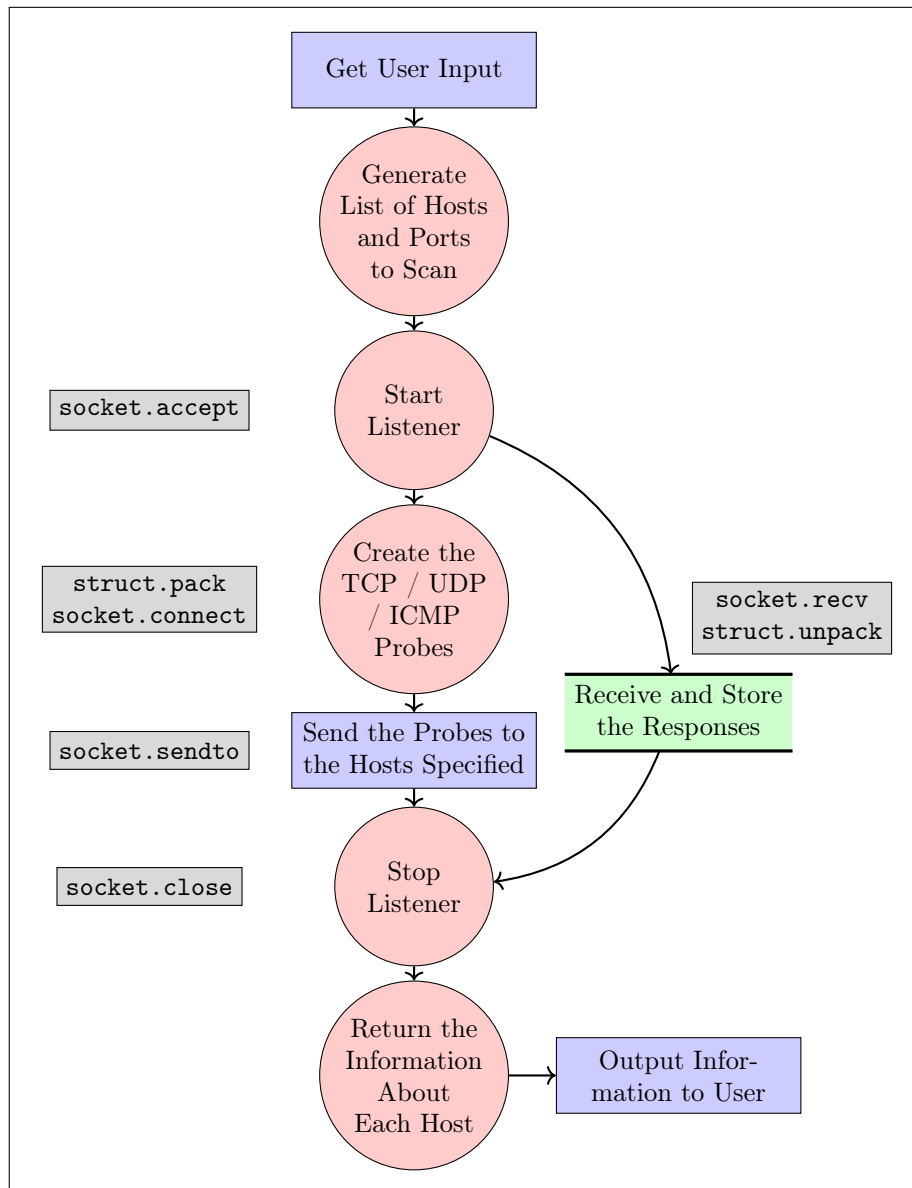 Get User Input
Generate
List of Hosts
and Ports
to Scan
socket.accept
Start
Listener
struct.pack
socket.connect
Create the
TCP / UDP
/ ICMP
Probes
socket.recv
struct.unpack
socket.sendto
Send the Probes to
the Hosts Specified
Receive and Store
the Responses
socket.close
Stop
Listener
Return the
Information
About
Each Host
Output Infor-
mation to User